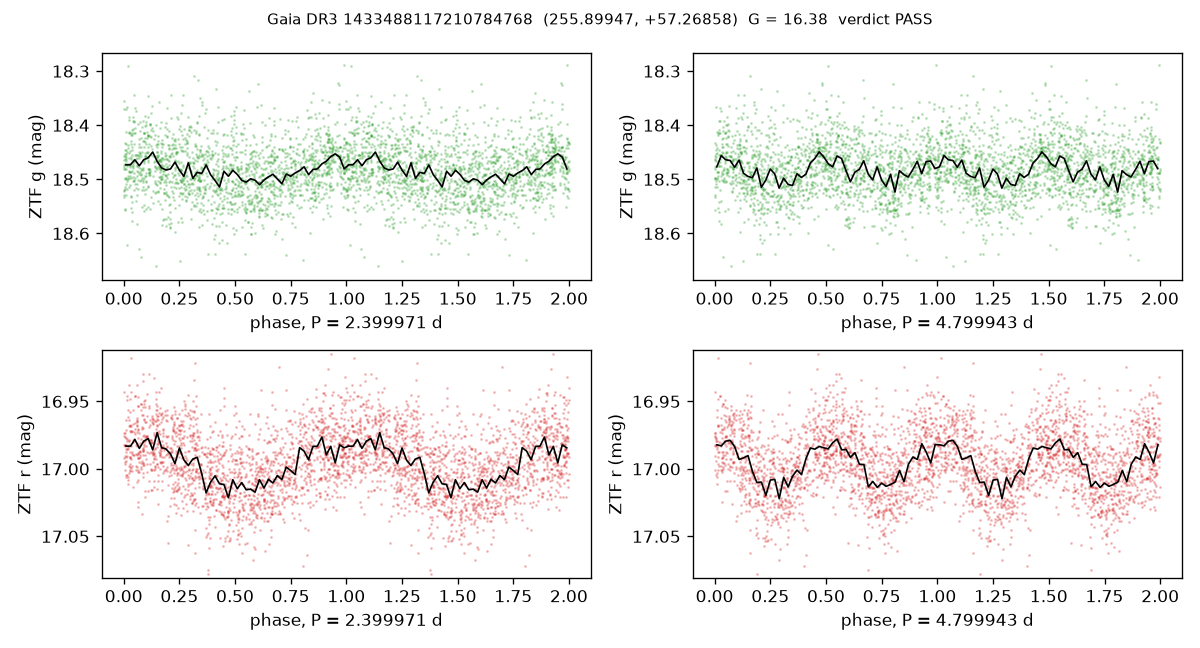 Gaia DR3 1433488117210784768 (255.89947, +57.26858) G = 16.38 verdict PASS
ZTF g (mag)
18.3
18.4
18.5
18.6
0.00 0.25 0.50 0.75 1.00 1.25 1.50 1.75 2.00
phase, P = 2.399971 d
ZTF g (mag)
18.3
18.4
18.5
18.6
0.00 0.25 0.50 0.75 1.00 1.25 1.50 1.75 2.00
phase, P = 4.799943 d
ZTF r (mag)
16.95
17.00
17.05
0.00 0.25 0.50 0.75 1.00 1.25 1.50 1.75 2.00
phase, P = 2.399971 d
ZTF r (mag)
16.95
17.00
17.05
0.00 0.25 0.50 0.75 1.00 1.25 1.50 1.75 2.00
phase, P = 4.799943 d